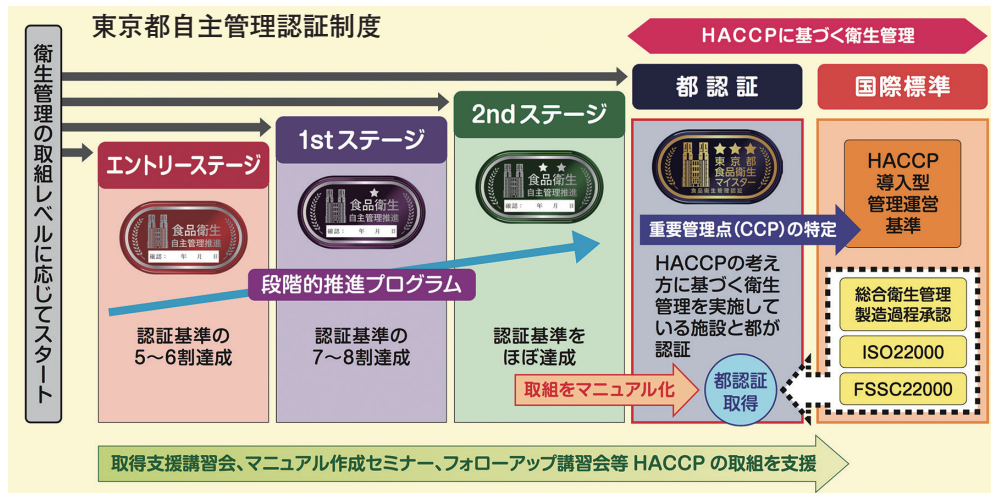 東京都自主管理認証制度
HACCPに基づく衛生管理
衛生管理の取組レベルに応じてスタート
エントリーステージ
食品衛生
自主管理推進
確認: 年 月 日
認証基準の
5～6割達成
1stステージ
食品衛生
自主管理推進
確認: 年 月 日
認証基準の
7～8割達成
2ndステージ
食品衛生
自主管理推進
確認: 年 月 日
認証基準を
ほぼ達成
段階的推進プログラム
都認証
東京都
食品衛生
マイスター
食品衛生管理認証
重要管理点(CCP)の特定
HACCPの考え
方に基づく衛生
管理を実施して
いる施設と都が
認証
取組をマニュアル化
都認証
取得
国際標準
HACCP
導入型
管理運営
基準
総合衛生管理
製造過程承認
ISO22000
FSSC22000
取得支援講習会、マニュアル作成セミナー、フォローアップ講習会等 HACCP の取組を支援